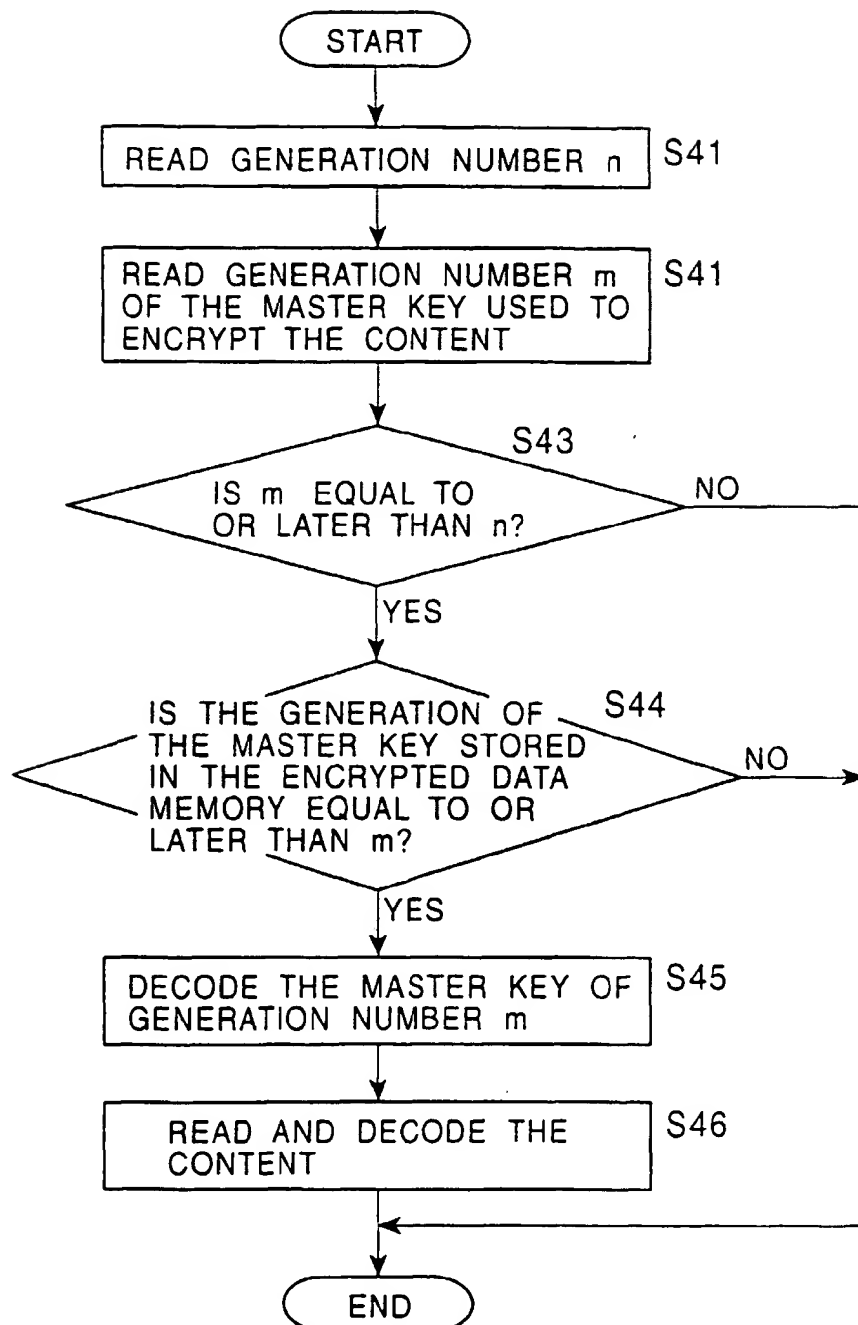 START
READ GENERATION NUMBER n
S41
READ GENERATION NUMBER m
OF THE MASTER KEY USED TO
ENCRYPT THE CONTENT
S41
S43
IS m EQUAL TO
OR LATER THAN n?
NO
YES
S44
IS THE GENERATION OF
THE MASTER KEY STORED
IN THE ENCRYPTED DATA
MEMORY EQUAL TO OR
LATER THAN m?
NO
YES
DECODE THE MASTER KEY OF
GENERATION NUMBER m
S45
READ AND DECODE THE
CONTENT
S46
END